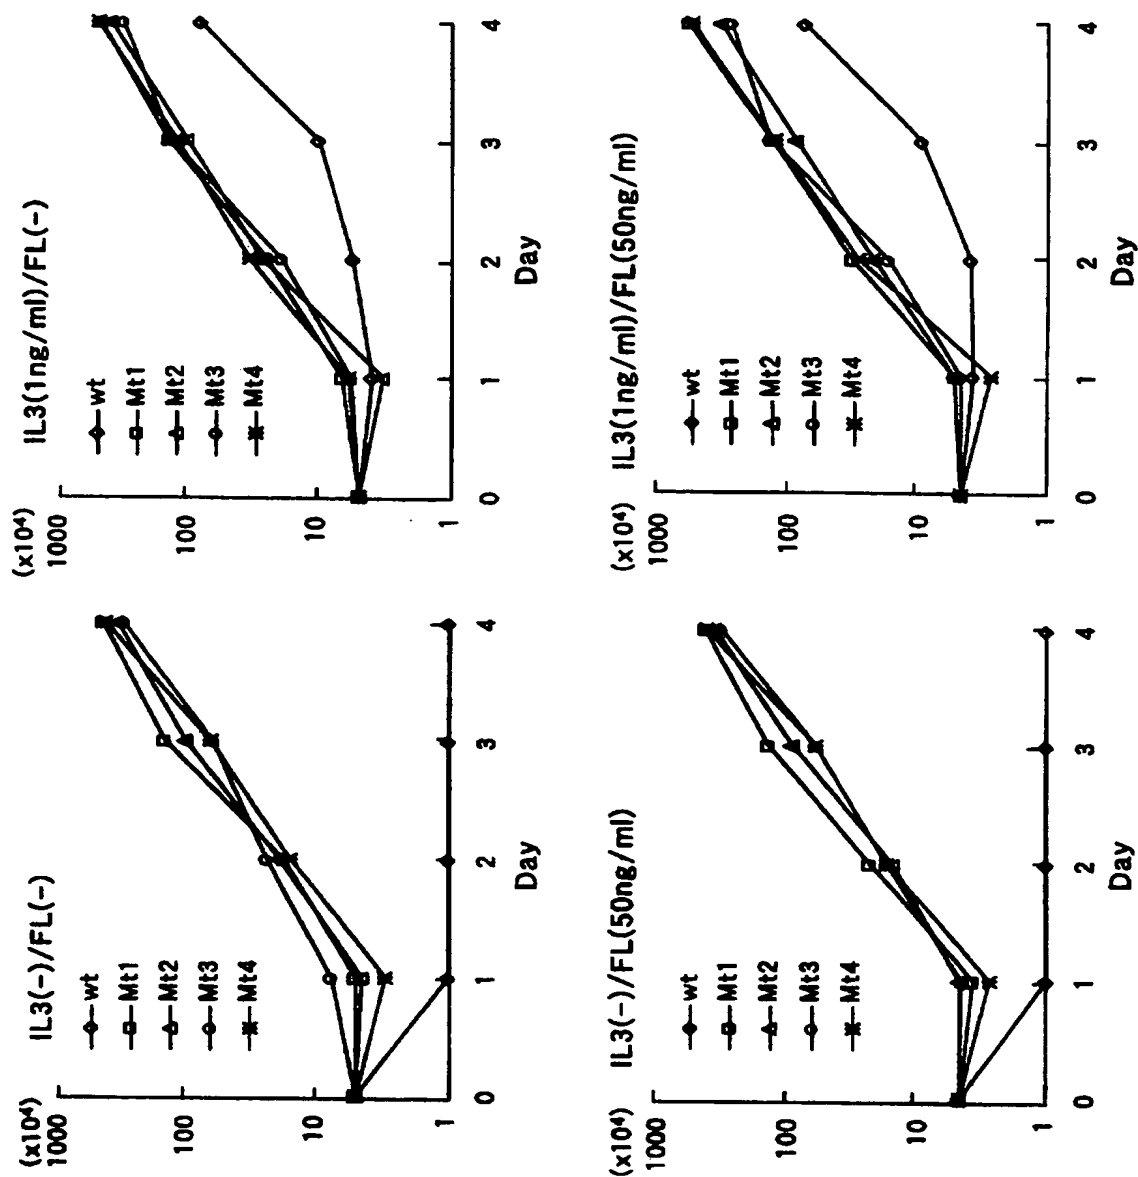 IL3(-)/FL(-)
(x10⁴)
1000
100
10
1
wt
Mt1
Mt2
Mt3
Mt4
0 1 2 3 4
Day
IL3(-)/FL(50ng/ml)
(x10⁴)
1000
100
10
1
wt
Mt1
Mt2
Mt3
Mt4
0 1 2 3 4
Day
IL3(1ng/ml)/FL(-)
(x10⁴)
1000
100
10
1
wt
Mt1
Mt2
Mt3
Mt4
0 1 2 3 4
Day
IL3(1ng/ml)/FL(50ng/ml)
(x10⁴)
1000
100
10
1
wt
Mt1
Mt2
Mt3
Mt4
0 1 2 3 4
Day